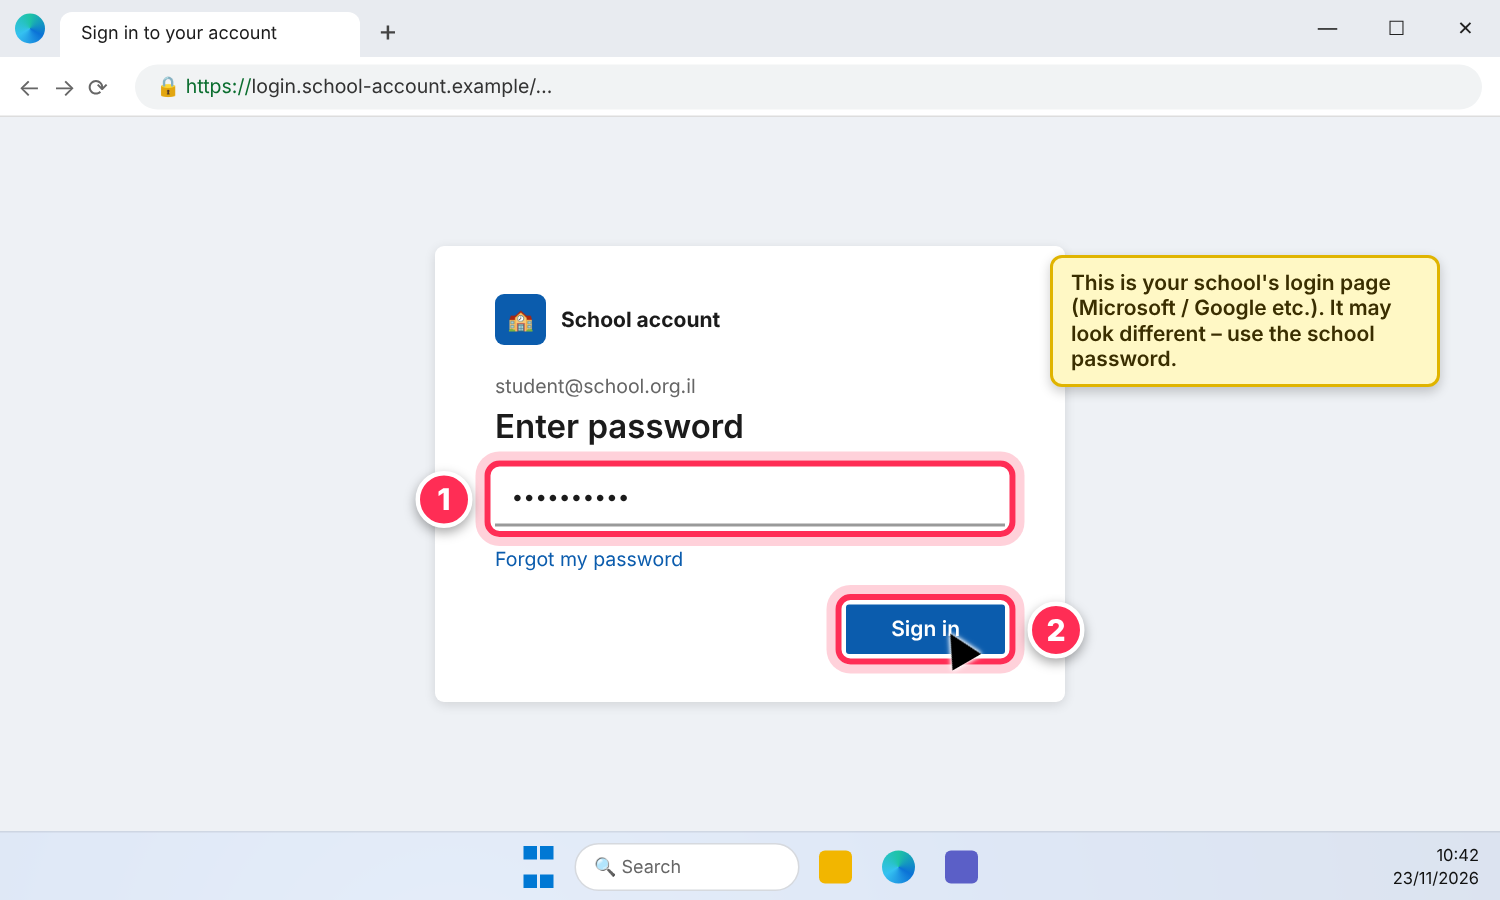 Sign in to your account
https://login.school-account.example/...
School account
This is your school's login page
(Microsoft / Google etc.). It may
look different – use the school
password.
student@school.org.il
Enter password
1
••••••••••
Forgot my password
Sign in
2
Search
10:42
23/11/2026